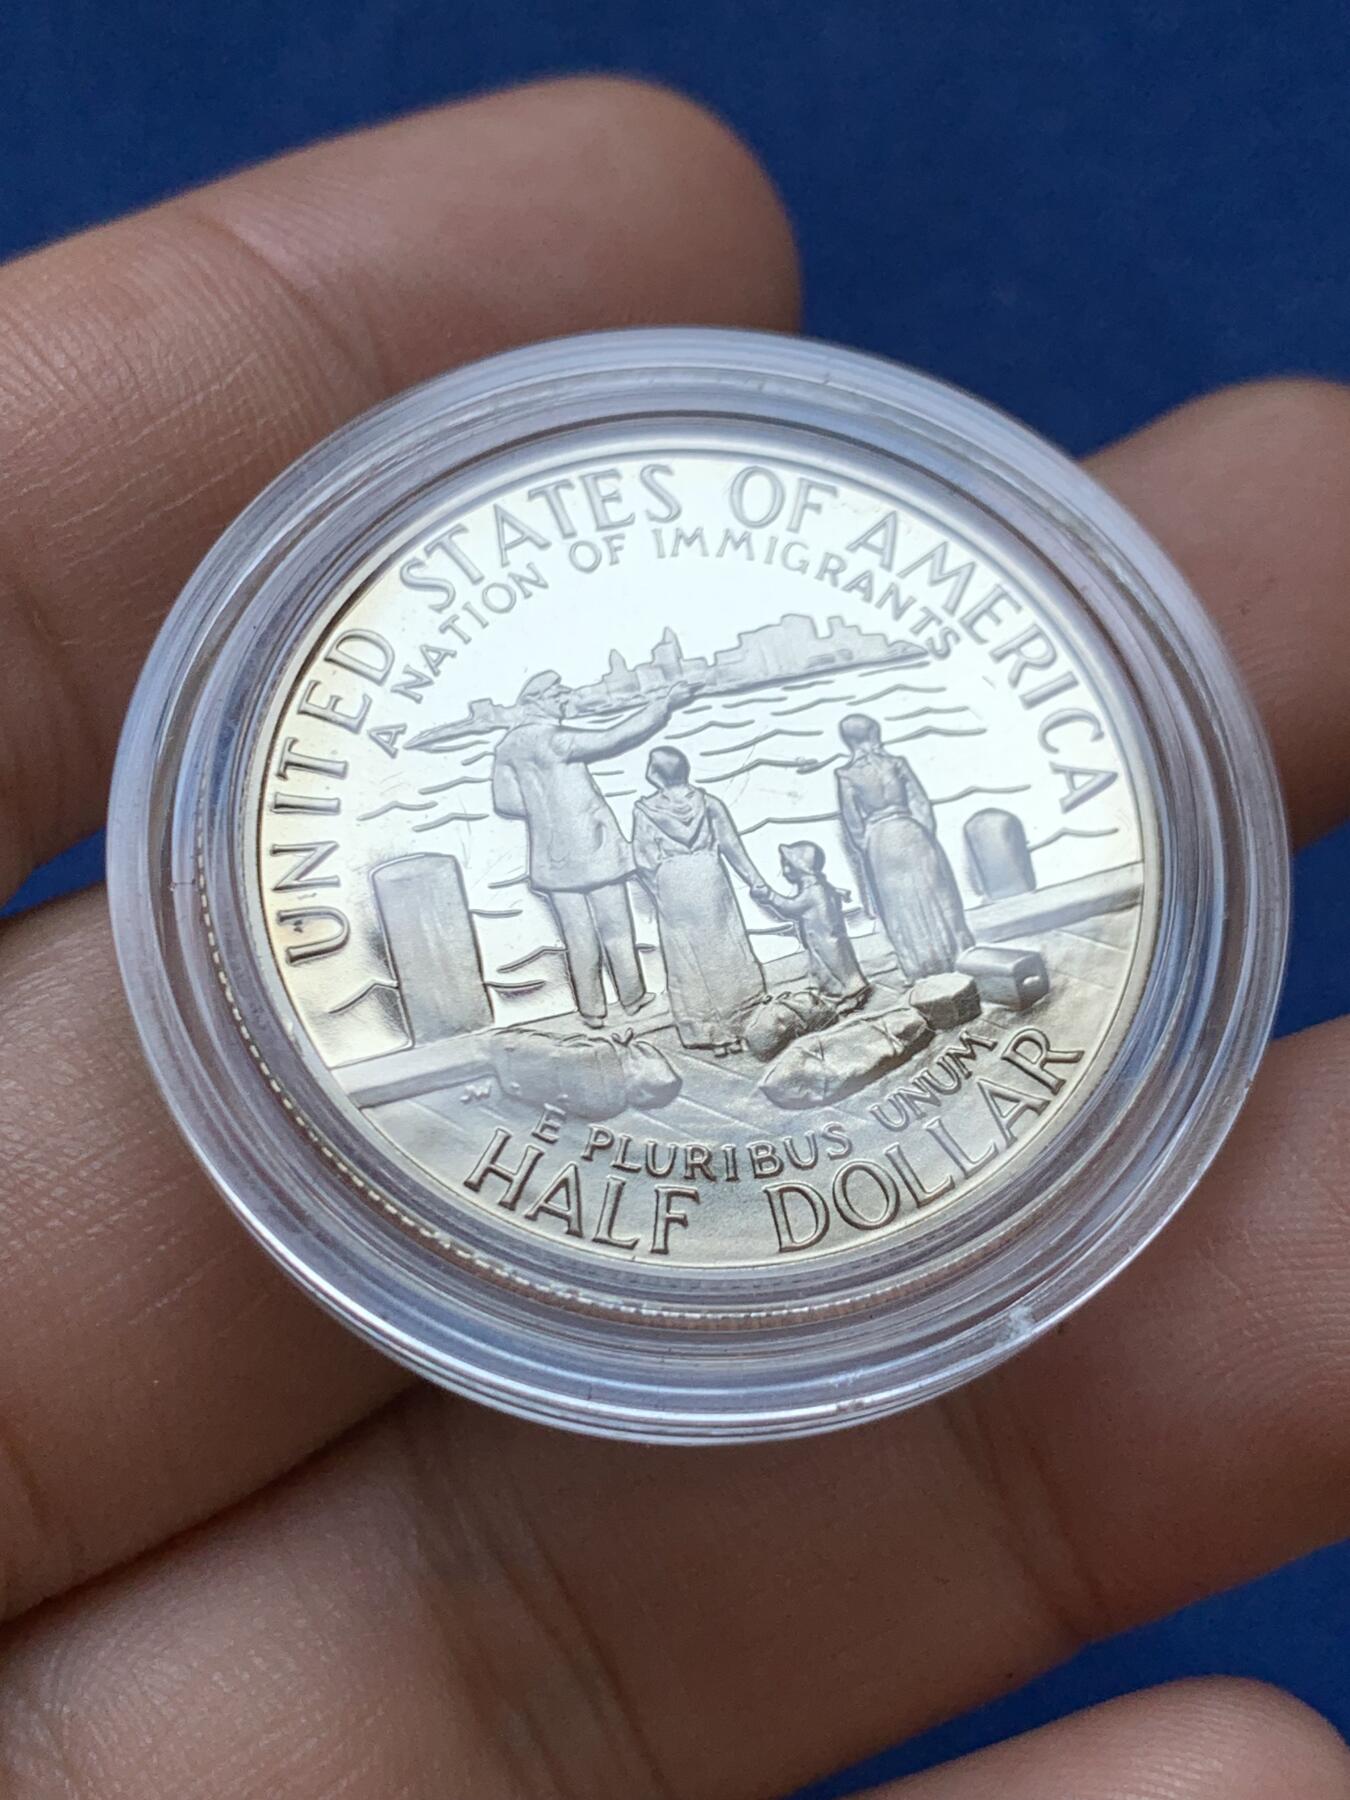 UNITED STATES OF AMERICA
A NATION OF IMMIGRANTS
E PLURIBUS UNUM
HALF DOLLAR